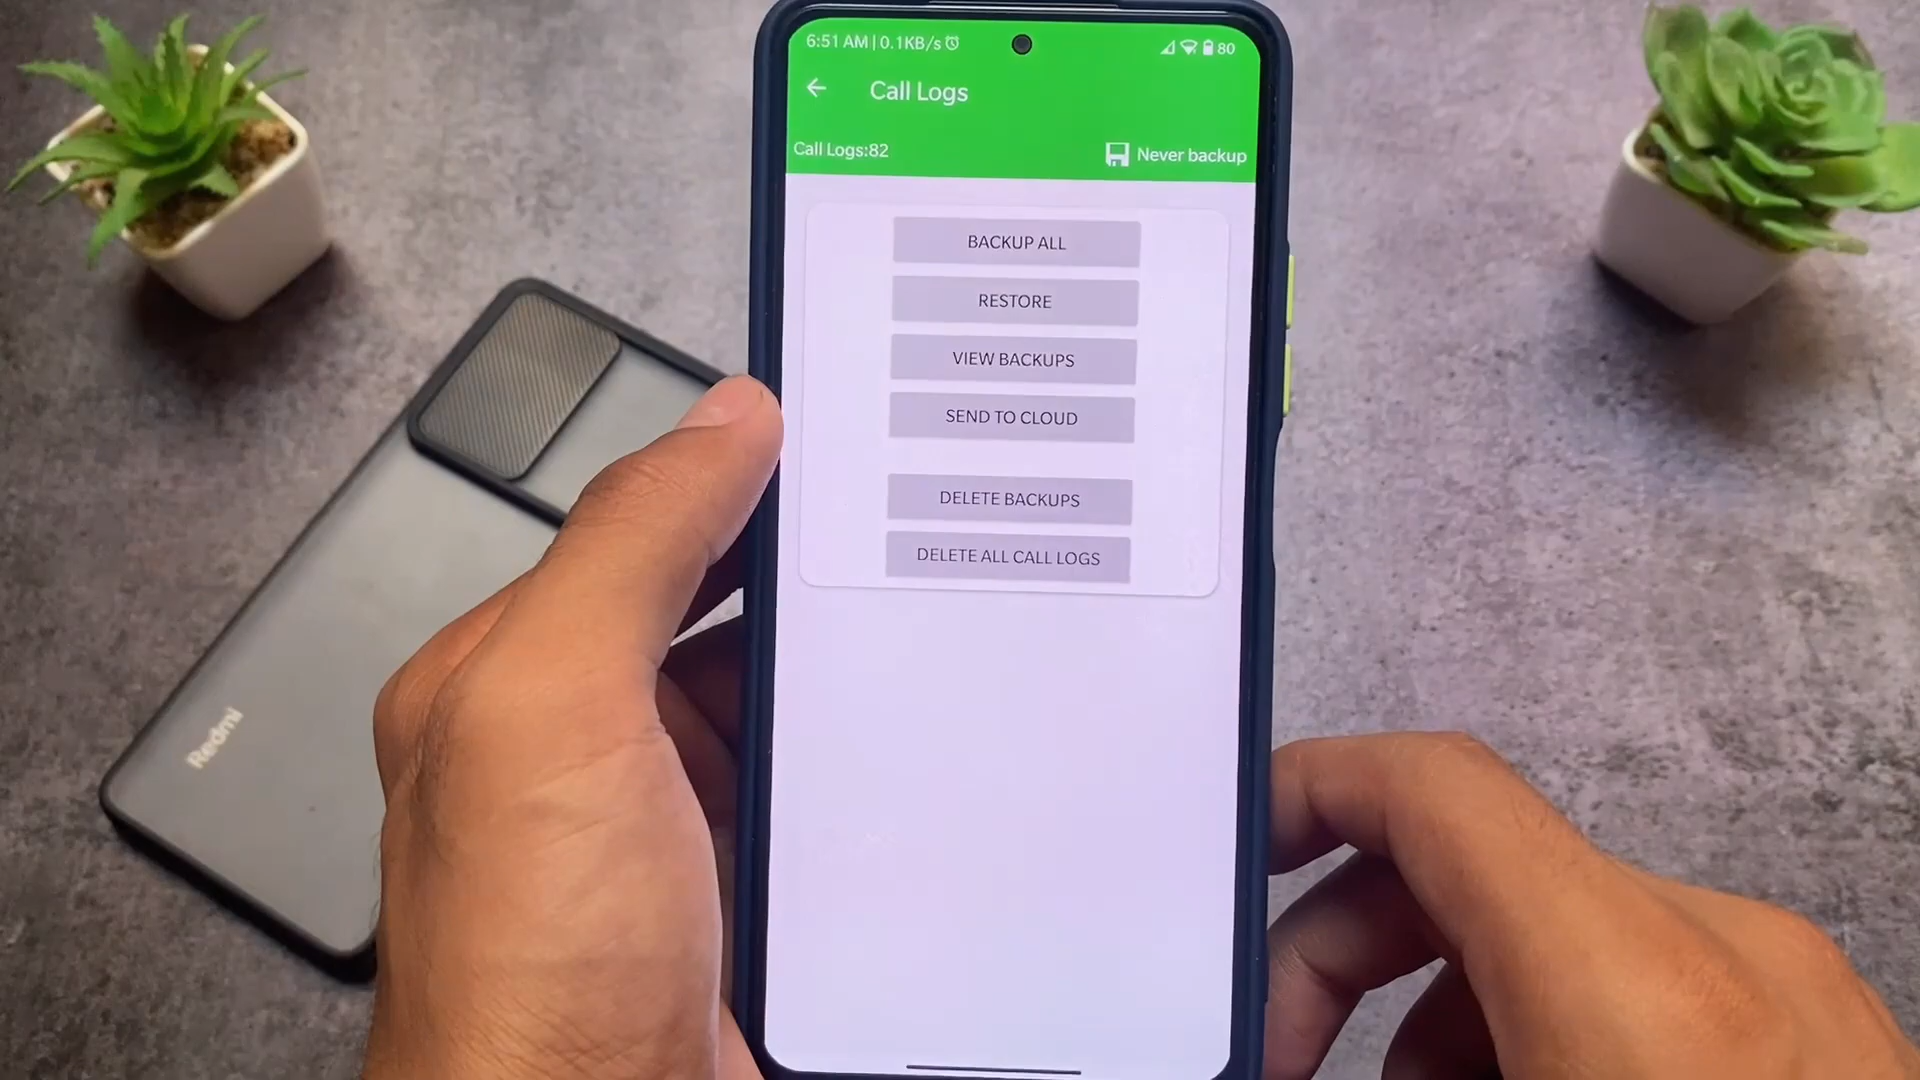 6:51 AM | 0.1KB/s
80
Call Logs
Call Logs:82
Never backup
BACKUP ALL
RESTORE
VIEW BACKUPS
SEND TO CLOUD
DELETE BACKUPS
DELETE ALL CALL LOGS
Redmi